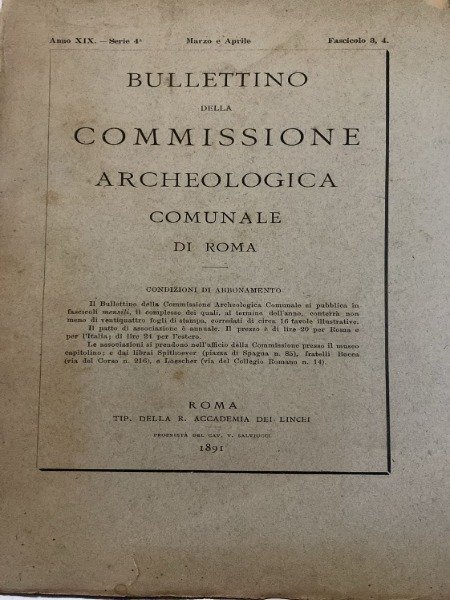 Anno XIX. — Serie 4ª Marzo e Aprile Fascicolo 3, 4.
BULLETTINO
DELLA
COMMISSIONE
ARCHEOLOGICA
COMUNALE
DI ROMA
CONDIZIONI DI ABBONAMENTO
Il Bullettino della Commissione Archeologica Comunale si pubblica in
fascicoli mensili, il complesso dei quali, al termine dell'anno, conterrà non
meno di ventiquattro fogli di stampa, corredati di circa 16 tavole illustrative.
Il patto di associazione è annuale. Il prezzo è di lire 20 per Roma e
per l'Italia; di lire 24 per l'estero.
Le associazioni si prendono nell'ufficio della Commissione presso il museo
capitolino; e dai librai Spithoever (piazza di Spagna n. 85), fratelli Bocca
(via del Corso n. 216), e Loescher (via del Collegio Romano n. 14).
ROMA
TIP. DELLA R. ACCADEMIA DEI LINCEI
PROPRIETÀ DEL CAV. V. SALVIUCCI
1891